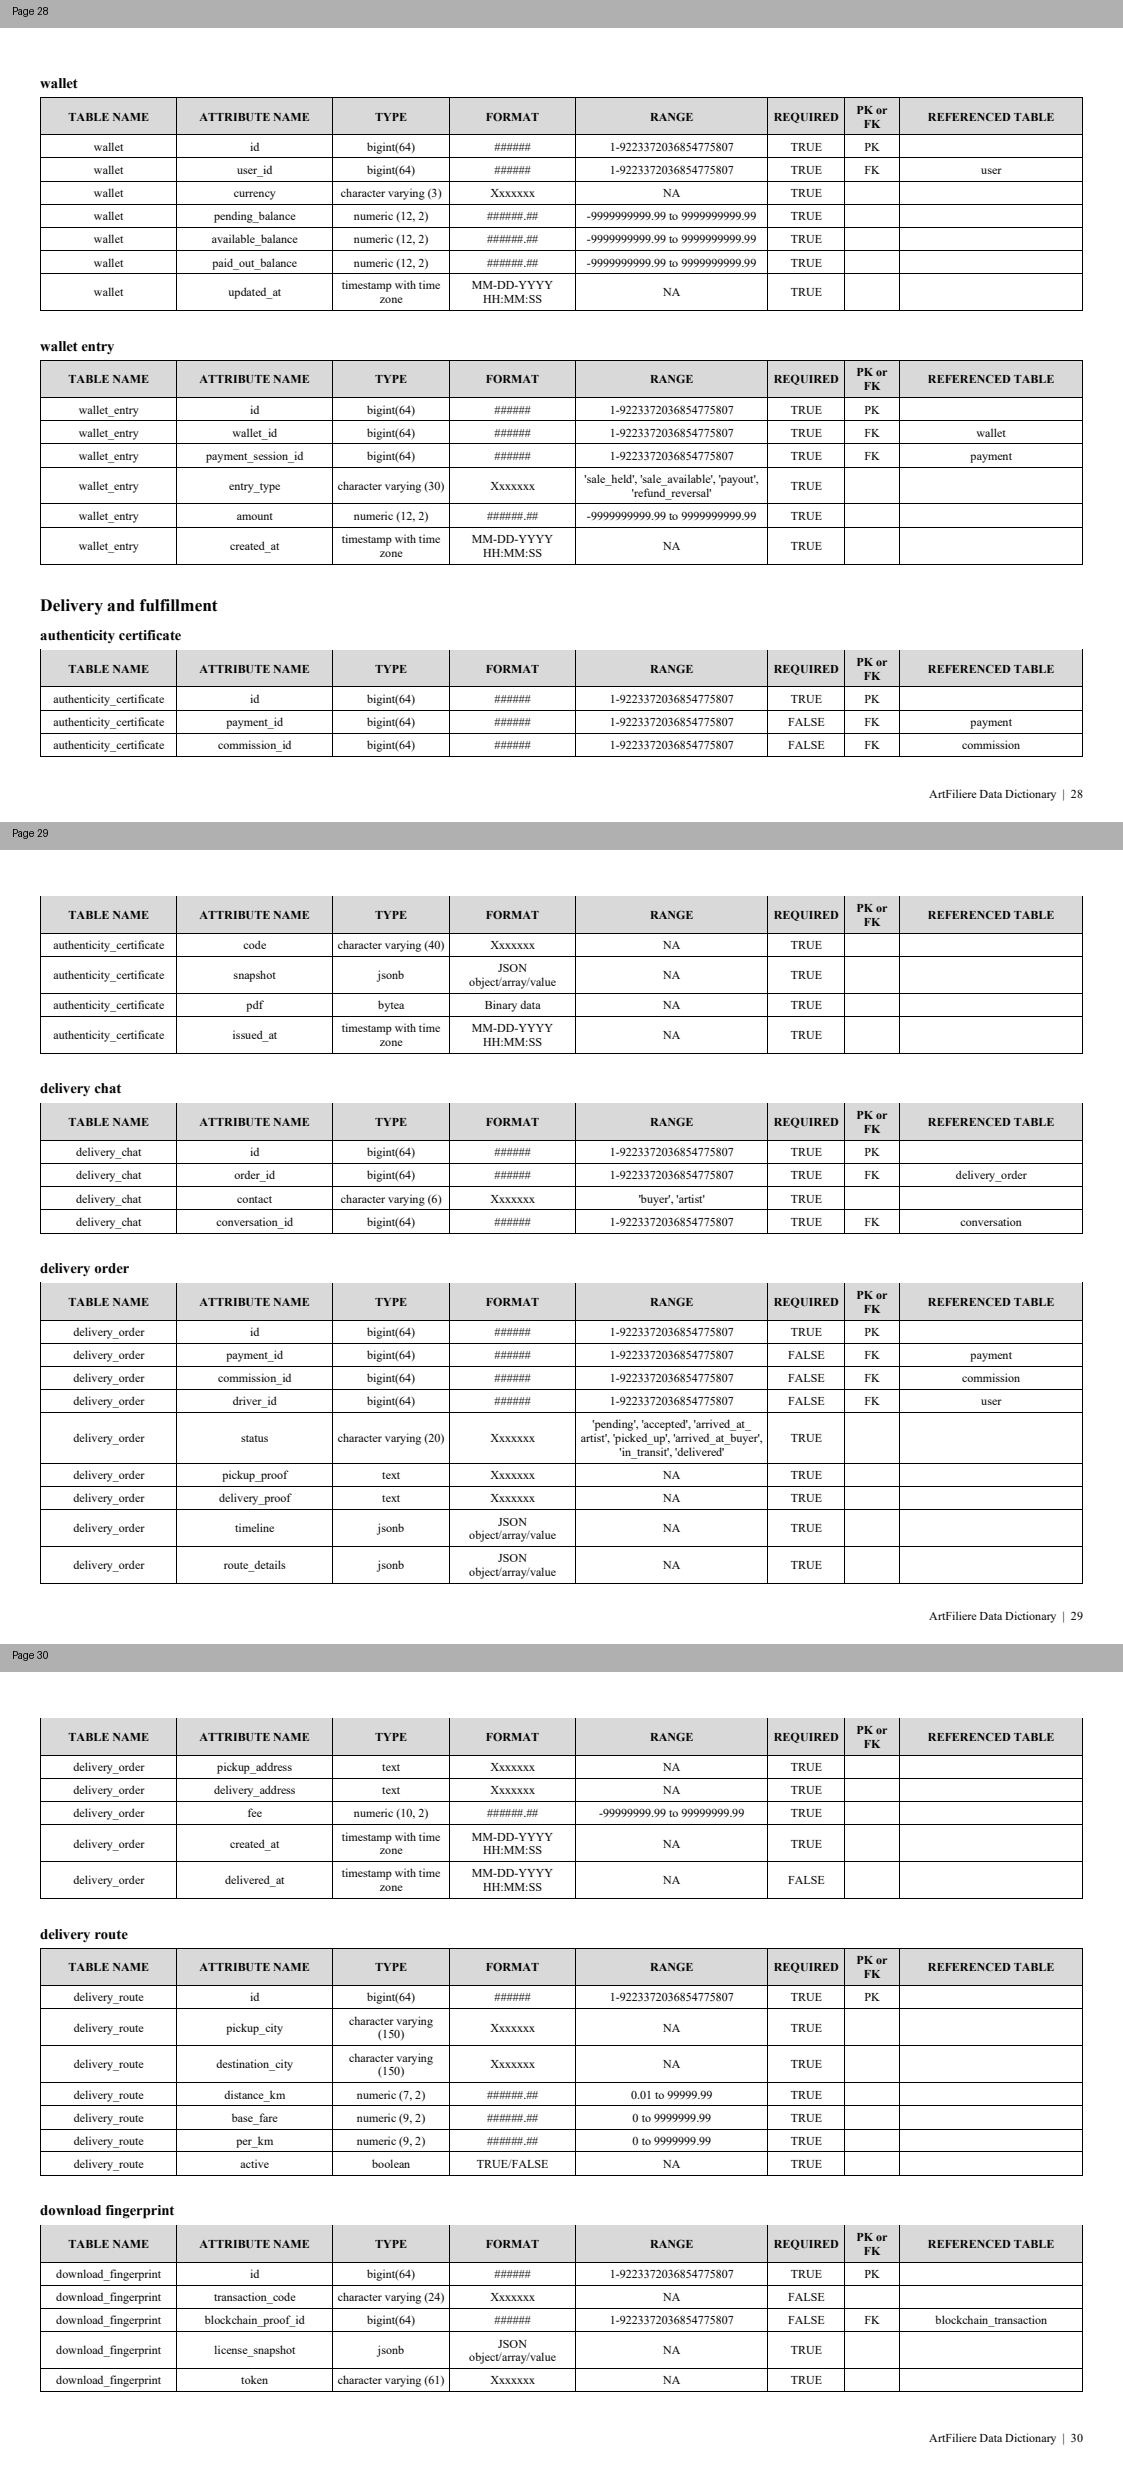 Page 28
wallet
TABLE NAME ATTRIBUTE NAME TYPE FORMAT RANGE REQUIRED PK or FK REFERENCED TABLE
wallet id bigint(64) ###### 1-9223372036854775807 TRUE PK
wallet user_id bigint(64) ###### 1-9223372036854775807 TRUE FK user
wallet currency character varying (3) Xxxxxxx NA TRUE
wallet pending_balance numeric (12, 2) ######.## -9999999999.99 to 9999999999.99 TRUE
wallet available_balance numeric (12, 2) ######.## -9999999999.99 to 9999999999.99 TRUE
wallet paid_out_balance numeric (12, 2) ######.## -9999999999.99 to 9999999999.99 TRUE
wallet updated_at timestamp with time zone MM-DD-YYYY HH:MM:SS NA TRUE
wallet entry
TABLE NAME ATTRIBUTE NAME TYPE FORMAT RANGE REQUIRED PK or FK REFERENCED TABLE
wallet_entry id bigint(64) ###### 1-9223372036854775807 TRUE PK
wallet_entry wallet_id bigint(64) ###### 1-9223372036854775807 TRUE FK wallet
wallet_entry payment_session_id bigint(64) ###### 1-9223372036854775807 TRUE FK payment
wallet_entry entry_type character varying (30) Xxxxxxx 'sale_held', 'sale_available', 'payout', 'refund_reversal' TRUE
wallet_entry amount numeric (12, 2) ######.## -9999999999.99 to 9999999999.99 TRUE
wallet_entry created_at timestamp with time zone MM-DD-YYYY HH:MM:SS NA TRUE
Delivery and fulfillment
authenticity certificate
TABLE NAME ATTRIBUTE NAME TYPE FORMAT RANGE REQUIRED PK or FK REFERENCED TABLE
authenticity_certificate id bigint(64) ###### 1-9223372036854775807 TRUE PK
authenticity_certificate payment_id bigint(64) ###### 1-9223372036854775807 FALSE FK payment
authenticity_certificate commission_id bigint(64) ###### 1-9223372036854775807 FALSE FK commission
ArtFiliere Data Dictionary | 28
Page 29
TABLE NAME ATTRIBUTE NAME TYPE FORMAT RANGE REQUIRED PK or FK REFERENCED TABLE
authenticity_certificate code character varying (40) Xxxxxxx NA TRUE
authenticity_certificate snapshot jsonb JSON object/array/value NA TRUE
authenticity_certificate pdf bytea Binary data NA TRUE
authenticity_certificate issued_at timestamp with time zone MM-DD-YYYY HH:MM:SS NA TRUE
delivery chat
TABLE NAME ATTRIBUTE NAME TYPE FORMAT RANGE REQUIRED PK or FK REFERENCED TABLE
delivery_chat id bigint(64) ###### 1-9223372036854775807 TRUE PK
delivery_chat order_id bigint(64) ###### 1-9223372036854775807 TRUE FK delivery_order
delivery_chat contact character varying (6) Xxxxxxx 'buyer', 'artist' TRUE
delivery_chat conversation_id bigint(64) ###### 1-9223372036854775807 TRUE FK conversation
delivery order
TABLE NAME ATTRIBUTE NAME TYPE FORMAT RANGE REQUIRED PK or FK REFERENCED TABLE
delivery_order id bigint(64) ###### 1-9223372036854775807 TRUE PK
delivery_order payment_id bigint(64) ###### 1-9223372036854775807 FALSE FK payment
delivery_order commission_id bigint(64) ###### 1-9223372036854775807 FALSE FK commission
delivery_order driver_id bigint(64) ###### 1-9223372036854775807 FALSE FK user
delivery_order status character varying (20) Xxxxxxx 'pending', 'accepted', 'arrived_at_ artist', 'picked_up', 'arrived_at_buyer', 'in_transit', 'delivered' TRUE
delivery_order pickup_proof text Xxxxxxx NA TRUE
delivery_order delivery_proof text Xxxxxxx NA TRUE
delivery_order timeline jsonb JSON object/array/value NA TRUE
delivery_order route_details jsonb JSON object/array/value NA TRUE
ArtFiliere Data Dictionary | 29
Page 30
TABLE NAME ATTRIBUTE NAME TYPE FORMAT RANGE REQUIRED PK or FK REFERENCED TABLE
delivery_order pickup_address text Xxxxxxx NA TRUE
delivery_order delivery_address text Xxxxxxx NA TRUE
delivery_order fee numeric (10, 2) ######.## -99999999.99 to 99999999.99 TRUE
delivery_order created_at timestamp with time zone MM-DD-YYYY HH:MM:SS NA TRUE
delivery_order delivered_at timestamp with time zone MM-DD-YYYY HH:MM:SS NA FALSE
delivery route
TABLE NAME ATTRIBUTE NAME TYPE FORMAT RANGE REQUIRED PK or FK REFERENCED TABLE
delivery_route id bigint(64) ###### 1-9223372036854775807 TRUE PK
delivery_route pickup_city character varying (150) Xxxxxxx NA TRUE
delivery_route destination_city character varying (150) Xxxxxxx NA TRUE
delivery_route distance_km numeric (7, 2) ######.## 0.01 to 99999.99 TRUE
delivery_route base_fare numeric (9, 2) ######.## 0 to 9999999.99 TRUE
delivery_route per_km numeric (9, 2) ######.## 0 to 9999999.99 TRUE
delivery_route active boolean TRUE/FALSE NA TRUE
download fingerprint
TABLE NAME ATTRIBUTE NAME TYPE FORMAT RANGE REQUIRED PK or FK REFERENCED TABLE
download_fingerprint id bigint(64) ###### 1-9223372036854775807 TRUE PK
download_fingerprint transaction_code character varying (24) Xxxxxxx NA FALSE
download_fingerprint blockchain_proof_id bigint(64) ###### 1-9223372036854775807 FALSE FK blockchain_transaction
download_fingerprint license_snapshot jsonb JSON object/array/value NA TRUE
download_fingerprint token character varying (61) Xxxxxxx NA TRUE
ArtFiliere Data Dictionary | 30